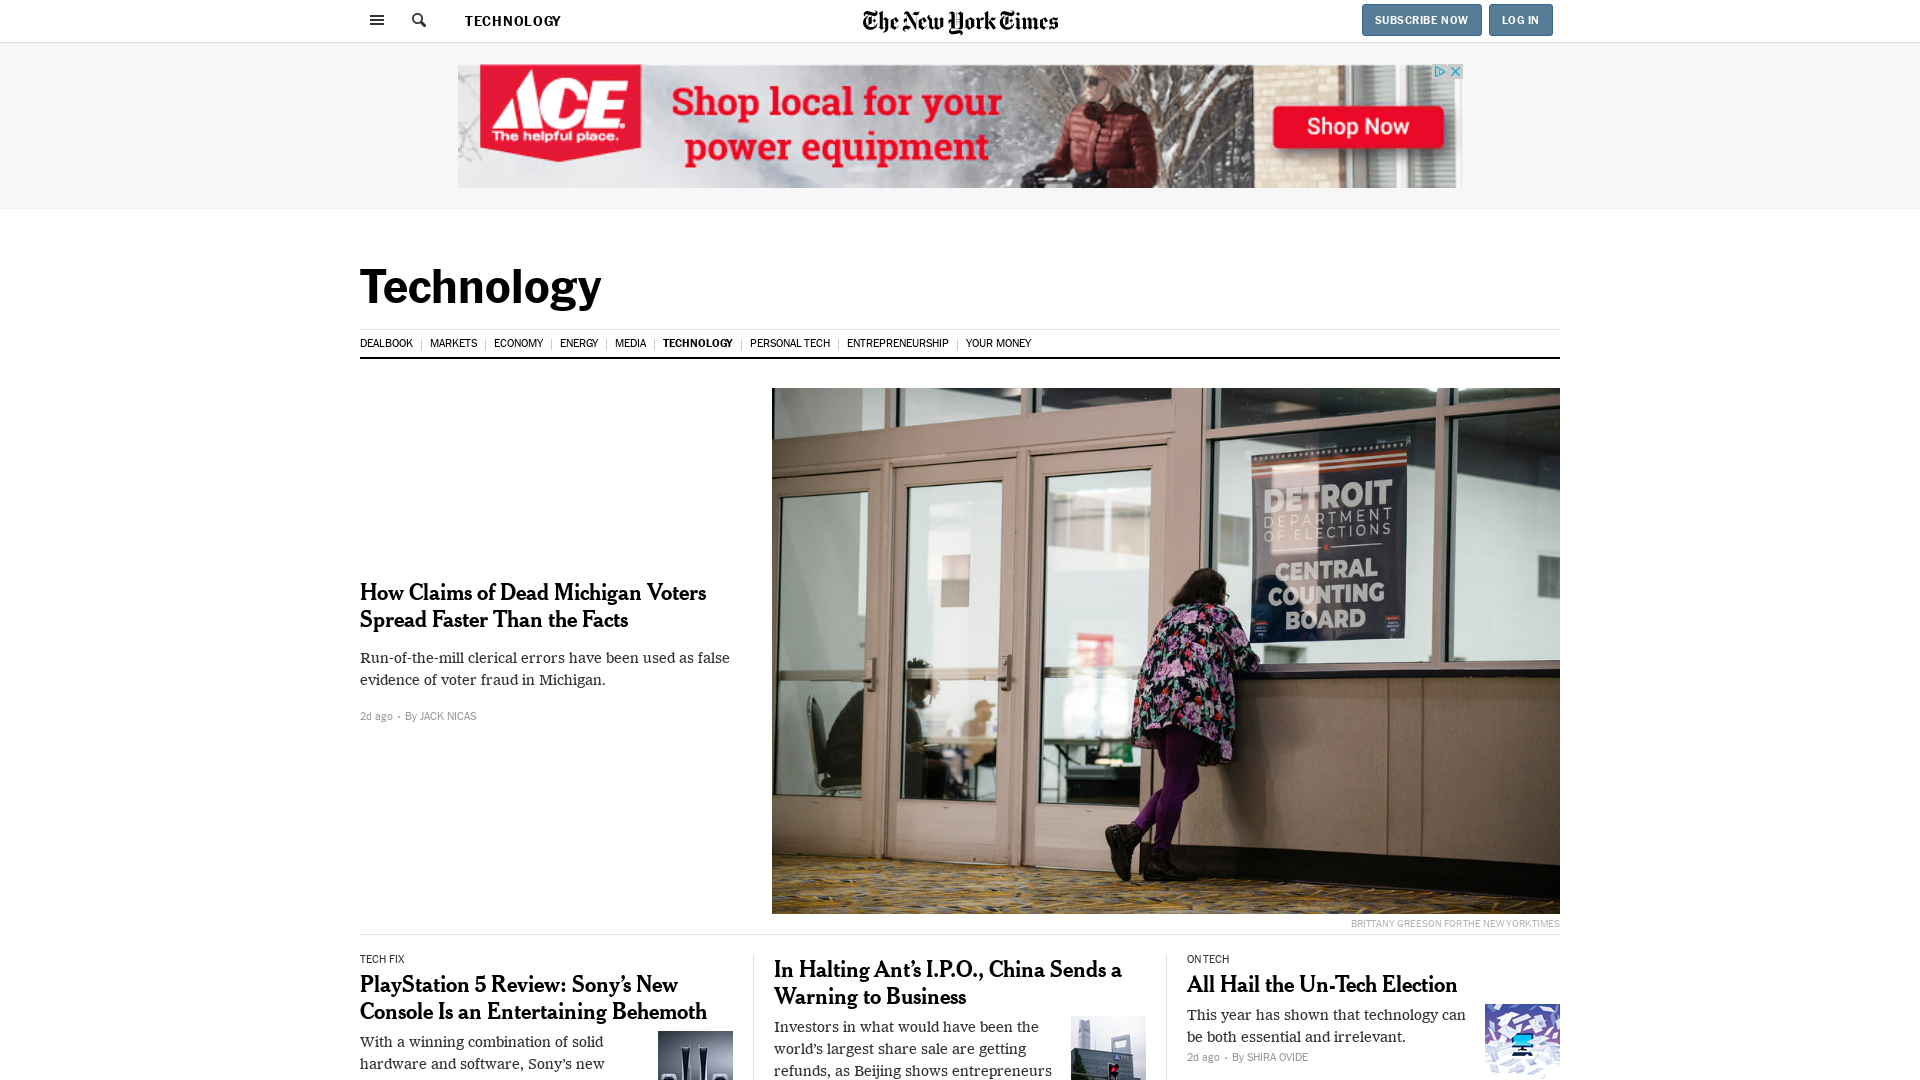 TECHNOLOGY
The New York Times
SUBSCRIBE NOW
LOG IN
ACE
The helpful place.
Shop local for your
power equipment
Shop Now
Technology
DEALBOOK
MARKETS
ECONOMY
ENERGY
MEDIA
TECHNOLOGY
PERSONAL TECH
ENTREPRENEURSHIP
YOUR MONEY
How Claims of Dead Michigan Voters
Spread Faster Than the Facts
Run-of-the-mill clerical errors have been used as false
evidence of voter fraud in Michigan.
2d ago • By JACK NICAS
DETROIT
DEPARTMENT
OF ELECTIONS
CENTRAL
COUNTING
BOARD
BRITTANY GREESON FOR THE NEW YORK TIMES
TECH FIX
PlayStation 5 Review: Sony’s New
Console Is an Entertaining Behemoth
With a winning combination of solid
hardware and software, Sony’s new
In Halting Ant’s I.P.O., China Sends a
Warning to Business
Investors in what would have been the
world’s largest share sale are getting
refunds, as Beijing shows entrepreneurs
ON TECH
All Hail the Un-Tech Election
This year has shown that technology can
be both essential and irrelevant.
2d ago • By SHIRA OVIDE